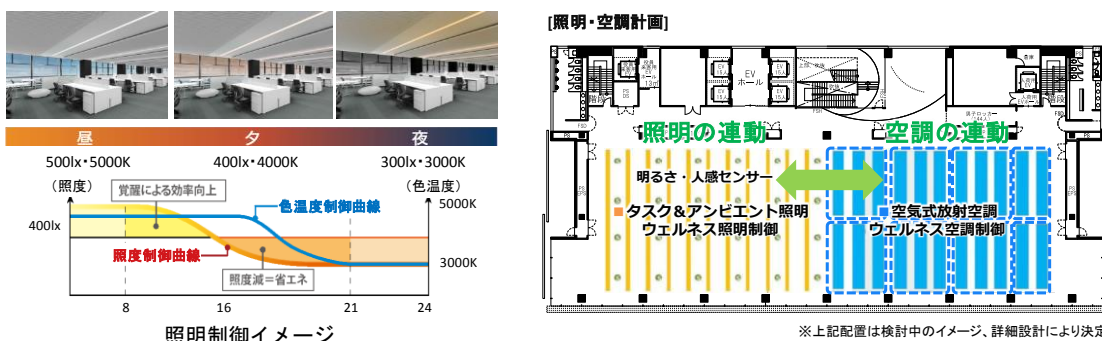 昼
夕
夜
500lx・5000K
400lx・4000K
300lx・3000K
（照度）
（色温度）
覚醒による効率向上
色温度制御曲線
5000K
400lx
照度制御曲線
3000K
照度減=省エネ
8
16
21
24
照明制御イメージ
[照明・空調計画]
EV
ホール
階段
照明の連動
空調の連動
明るさ・人感センサー
■タスク＆アンビエント照明
ウェルネス照明制御
■空気式放射空調
ウェルネス空調制御
※上記配置は検討中のイメージ、詳細設計により決定